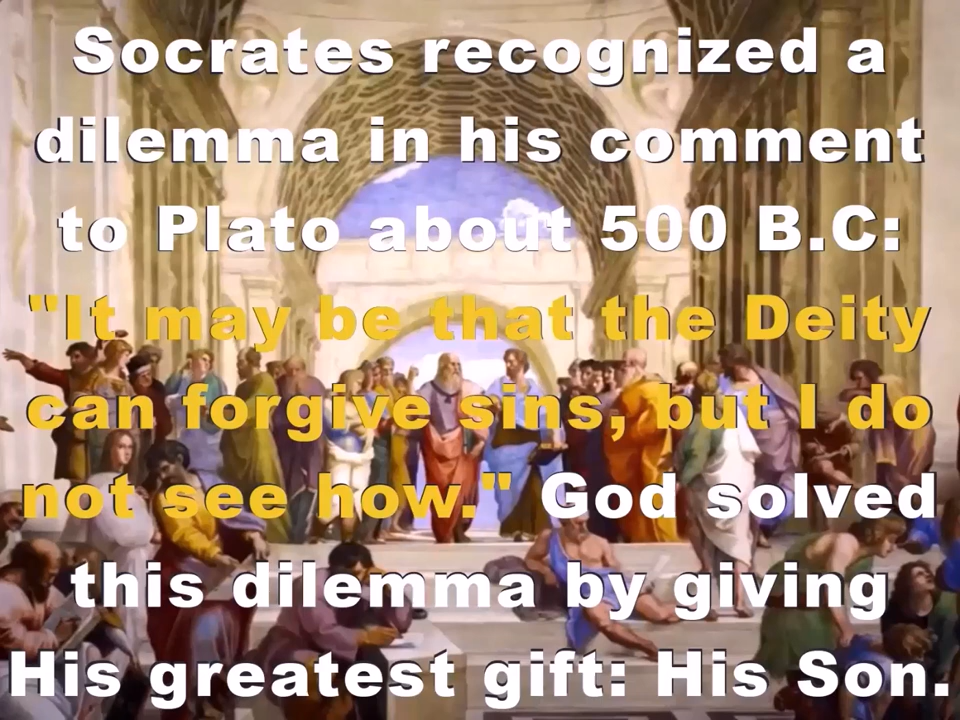 Socrates recognized a
dilemma in his comment
to Plato about 500 B.C:
"It may be that the Deity
can forgive sins, but I do
not see how." God solved
this dilemma by giving
His greatest gift: His Son.